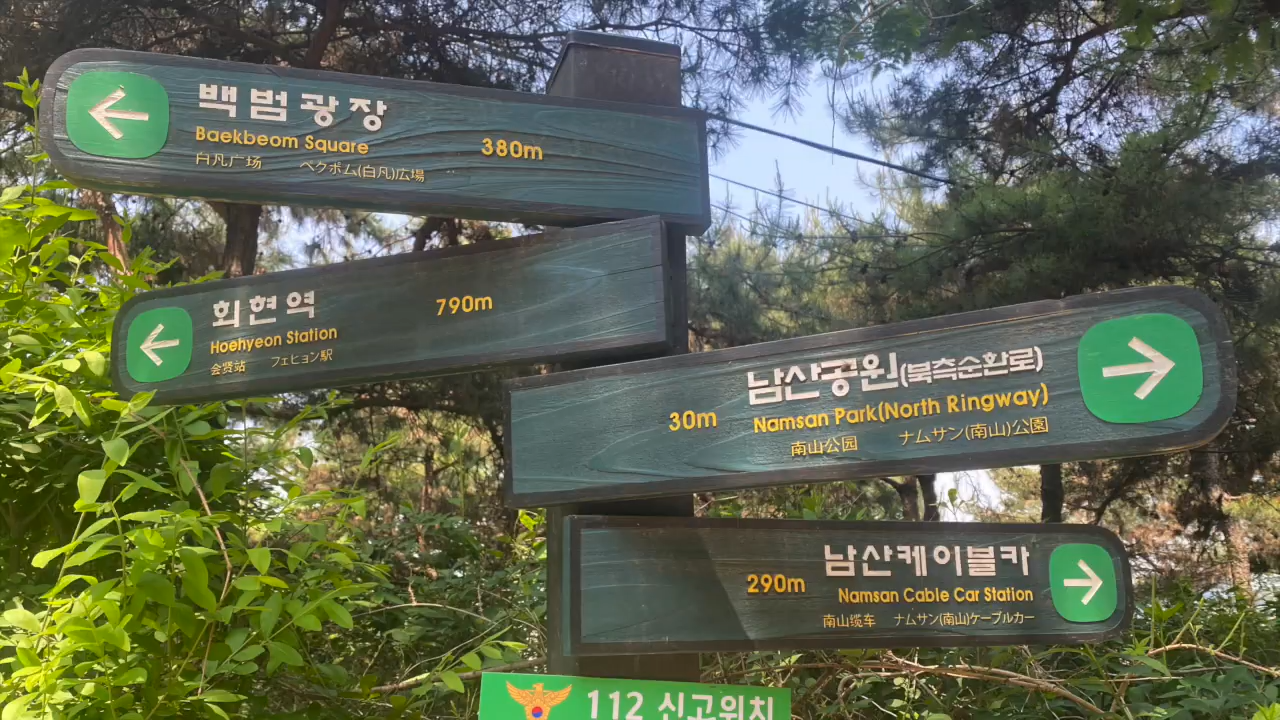 백범광장
Baekbeom Square 380m
白凡广场 ペクボム(白凡)広場
회현역
790m
Hoehyeon Station
会贤站 フェヒョン駅
남산공원(북측순환로)
30m Namsan Park(North Ringway)
南山公园 ナムサン(南山)公園
남산케이블카
290m
Namsan Cable Car Station
南山缆车 ナムサン(南山)ケーブルカー
112 신고위치